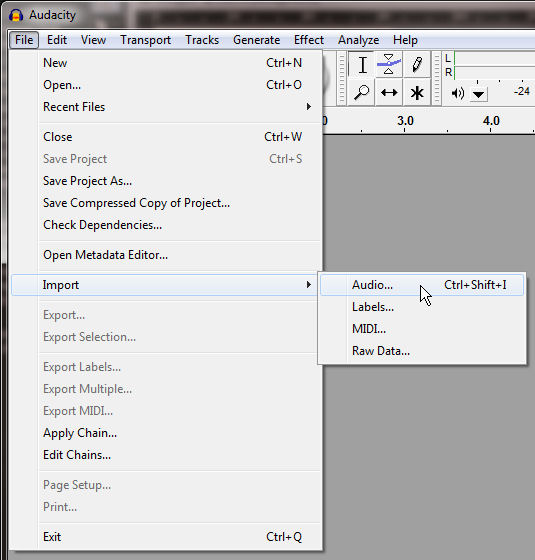 Audacity
File Edit View Transport Tracks Generate Effect Analyze Help
New Ctrl+N
Open... Ctrl+O
Recent Files
Close Ctrl+W
Save Project Ctrl+S
Save Project As...
Save Compressed Copy of Project...
Check Dependencies...
Open Metadata Editor...
Import
Export...
Export Selection...
Export Labels...
Export Multiple...
Export MIDI...
Apply Chain...
Edit Chains...
Page Setup...
Print...
Exit Ctrl+Q
L
R
-24
0 3.0 4.0
Audio... Ctrl+Shift+I
Labels...
MIDI...
Raw Data...